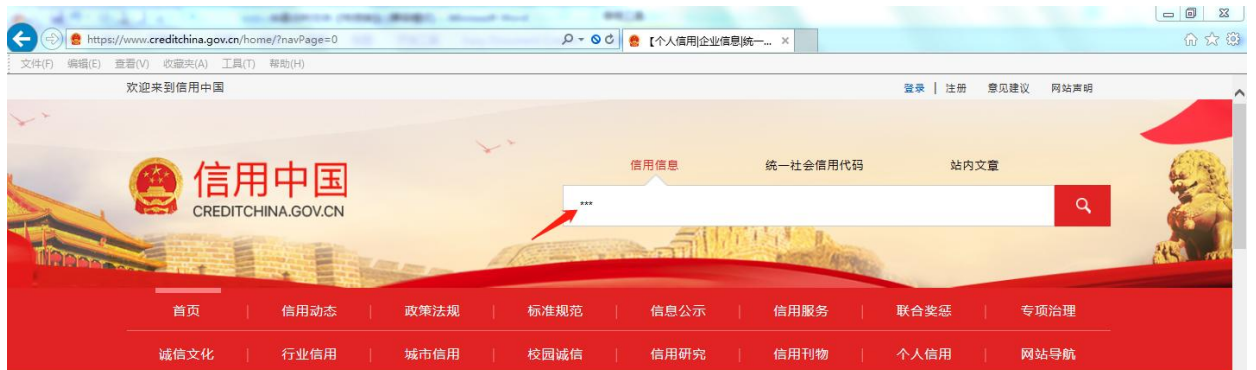 https://www.creditchina.gov.cn/home/?navPage=0
【个人信用|企业信息|统一...
文件(F) 编辑(E) 查看(V) 收藏夹(A) 工具(T) 帮助(H)
欢迎来到信用中国
登录 | 注册 意见建议 网站声明
信用信息 统一社会信用代码 站内文章
信用中国
CREDITCHINA.GOV.CN
***
首页 | 信用动态 | 政策法规 | 标准规范 | 信息公示 | 信用服务 | 联合奖惩 | 专项治理
诚信文化 | 行业信用 | 城市信用 | 校园诚信 | 信用研究 | 信用刊物 | 个人信用 | 网站导航